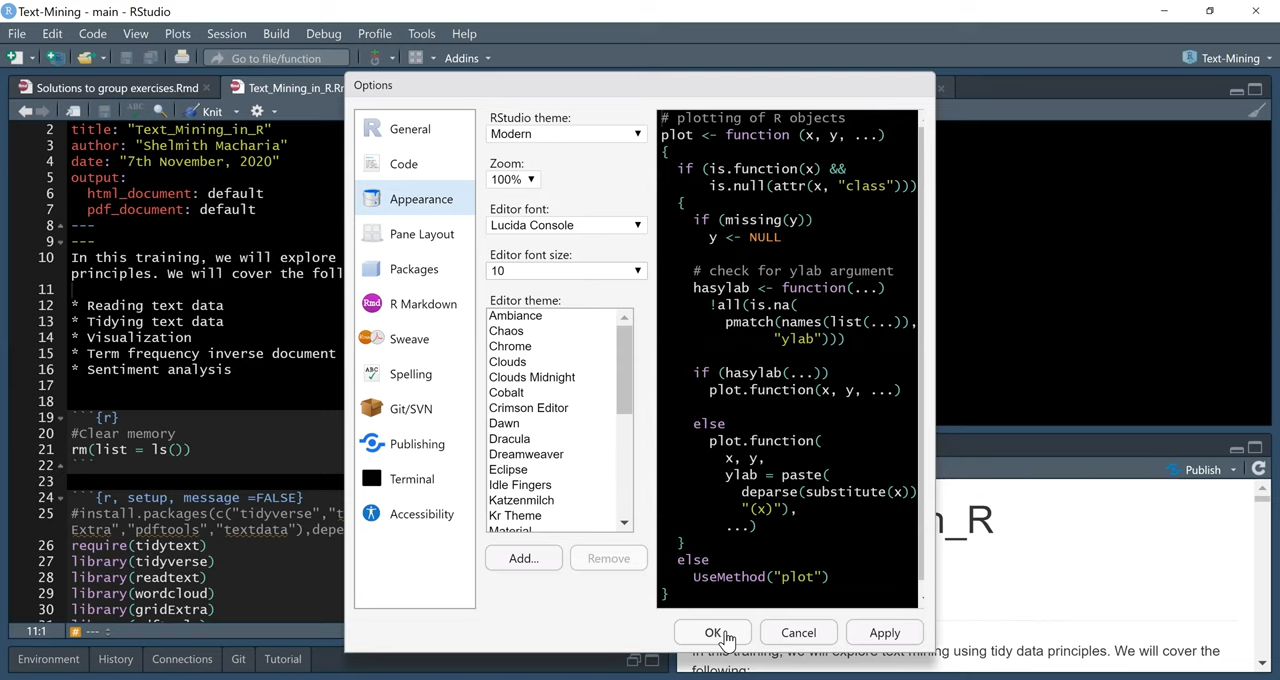 Text-Mining - main - RStudio
File Edit Code View Plots Session Build Debug Profile Tools Help
Go to file/function Addins Text-Mining
Solutions to group exercises.Rmd Text_Mining_in_R.R
Knit
2 title: "Text_Mining_in_R"
3 author: "Shelmith Macharia"
4 date: "7th November, 2020"
5 output:
6 html_document: default
7 pdf_document: default
8 ---
9 ---
10 In this training, we will explore
principles. We will cover the foll
11
12 * Reading text data
13 * Tidying text data
14 * Visualization
15 * Term frequency inverse document
16 * Sentiment analysis
17
18
19 ```{r}
20 #Clear memory
21 rm(list = ls())
22 ```
23
24 ```{r, setup, message =FALSE}
25 #install.packages(c("tidyverse","t
Extra","pdftools","textdata"),depe
26 require(tidytext)
27 library(tidyverse)
28 library(readtext)
29 library(wordcloud)
30 library(gridExtra)
11:1 # ---
Environment History Connections Git Tutorial
Options
General
Code
Appearance
Pane Layout
Packages
Rmd R Markdown
Sweave
ABC Spelling
Git/SVN
Publishing
Terminal
Accessibility
RStudio theme:
Modern
Zoom:
100%
Editor font:
Lucida Console
Editor font size:
10
Editor theme:
Ambiance
Chaos
Chrome
Clouds
Clouds Midnight
Cobalt
Crimson Editor
Dawn
Dracula
Dreamweaver
Eclipse
Idle Fingers
Katzenmilch
Kr Theme
Material
Add... Remove
# plotting of R objects
plot <- function (x, y, ...)
{
if (is.function(x) &&
is.null(attr(x, "class")))
{
if (missing(y))
y <- NULL
# check for ylab argument
hasylab <- function(...)
!all(is.na(
pmatch(names(list(...)),
"ylab")))
if (hasylab(...))
plot.function(x, y, ...)
else
plot.function(
x, y,
ylab = paste(
deparse(substitute(x))
"(x)"),
...)
}
else
UseMethod("plot")
}
OK Cancel Apply
Publish
n_R
In this training, we will explore text mining using tidy data principles. We will cover the
following: